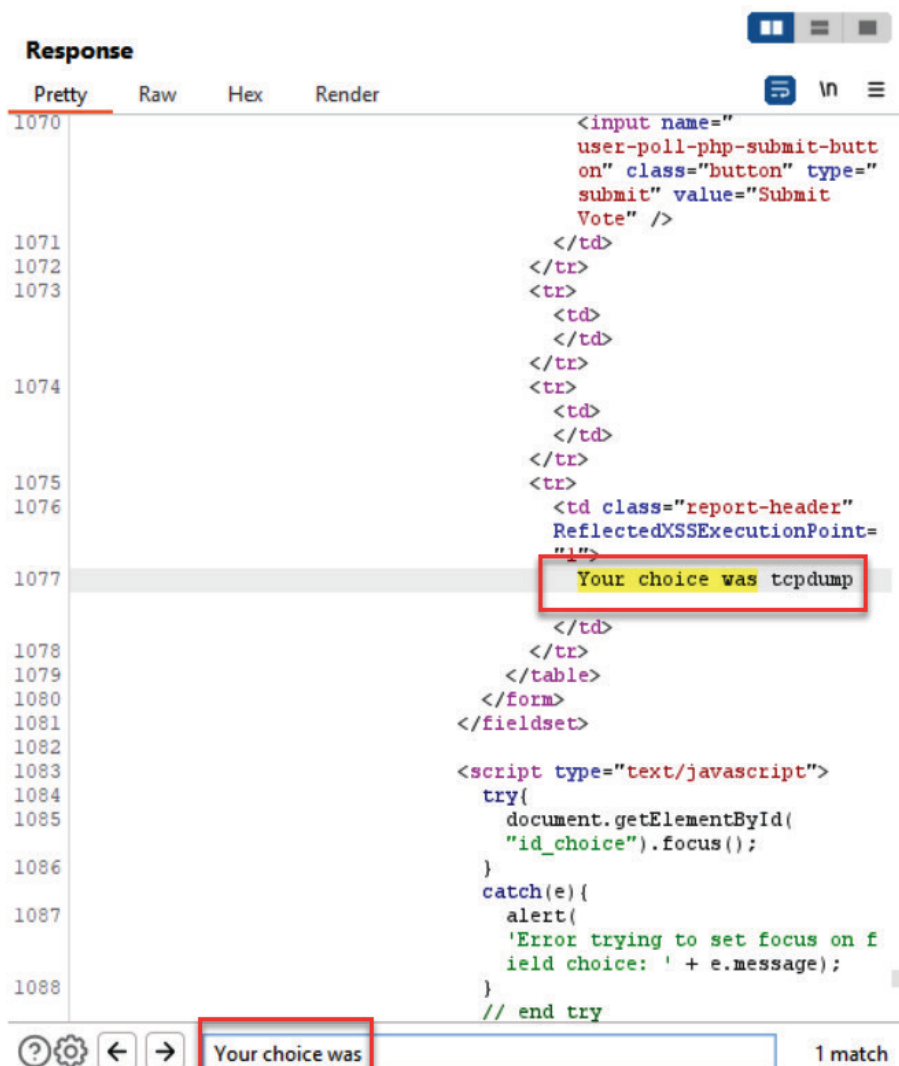 Response
Pretty Raw Hex Render \n
1070 <input name="
user-poll-php-submit-butt
on" class="button" type="
submit" value="Submit
Vote" />
1071 </td>
1072 </tr>
1073 <tr>
<td>
</td>
</tr>
1074 <tr>
<td>
</td>
</tr>
1075 <tr>
1076 <td class="report-header"
ReflectedXSSExecutionPoint=
"1">
1077 Your choice was tcpdump
</td>
1078 </tr>
1079 </table>
1080 </form>
1081 </fieldset>
1082
1083 <script type="text/javascript">
1084 try{
1085 document.getElementById(
"id_choice").focus();
1086 }
catch(e){
1087 alert(
'Error trying to set focus on f
ield choice: ' + e.message);
1088 }
// end try
? Your choice was 1 match